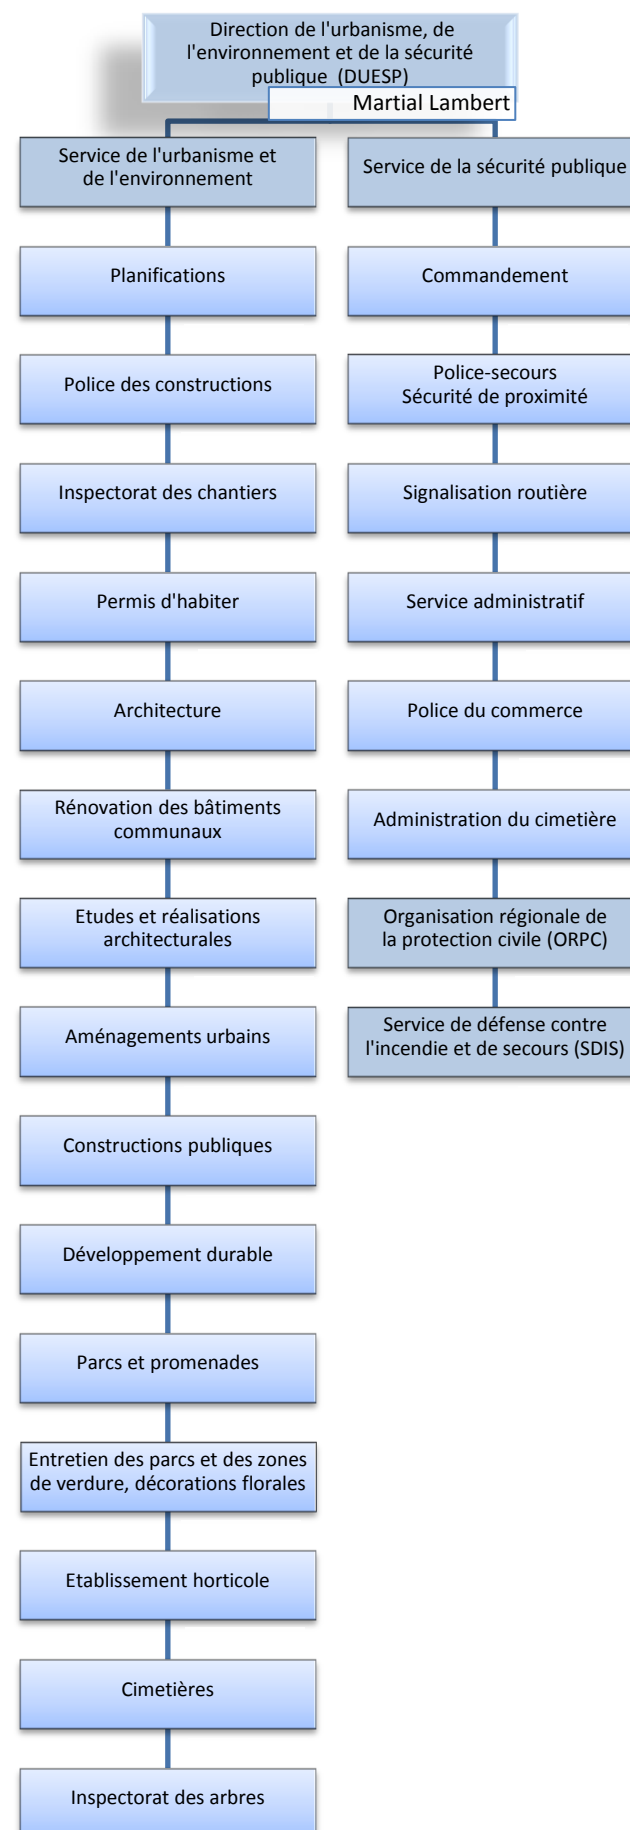 Direction de l'urbanisme, de
l'environnement et de la sécurité
publique (DUESP)
Martial Lambert
Service de l'urbanisme et
de l'environnement
Planifications
Police des constructions
Inspectorat des chantiers
Permis d'habiter
Architecture
Rénovation des bâtiments
communaux
Etudes et réalisations
architecturales
Aménagements urbains
Constructions publiques
Développement durable
Parcs et promenades
Entretien des parcs et des zones
de verdure, décorations florales
Etablissement horticole
Cimetières
Inspectorat des arbres
Service de la sécurité publique
Commandement
Police-secours
Sécurité de proximité
Signalisation routière
Service administratif
Police du commerce
Administration du cimetière
Organisation régionale de
la protection civile (ORPC)
Service de défense contre
l'incendie et de secours (SDIS)